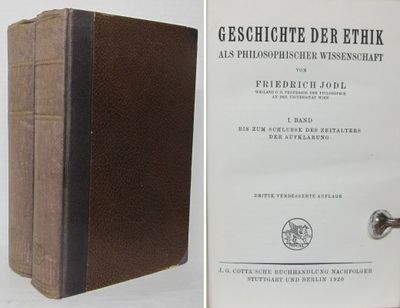 GESCHICHTE DER ETHIK
ALS PHILOSOPHISCHER WISSENSCHAFT
VON
FRIEDRICH JODL
WEILAND O. Ö. PROFESSOR DER PHILOSOPHIE
AN DER UNIVERSITÄT WIEN
I. BAND
BIS ZUM SCHLUSSE DES ZEITALTERS
DER AUFKLÄRUNG
DRITTE, VERBESSERTE AUFLAGE
J. G. COTTA'SCHE BUCHHANDLUNG NACHFOLGER
STUTTGART UND BERLIN 1920